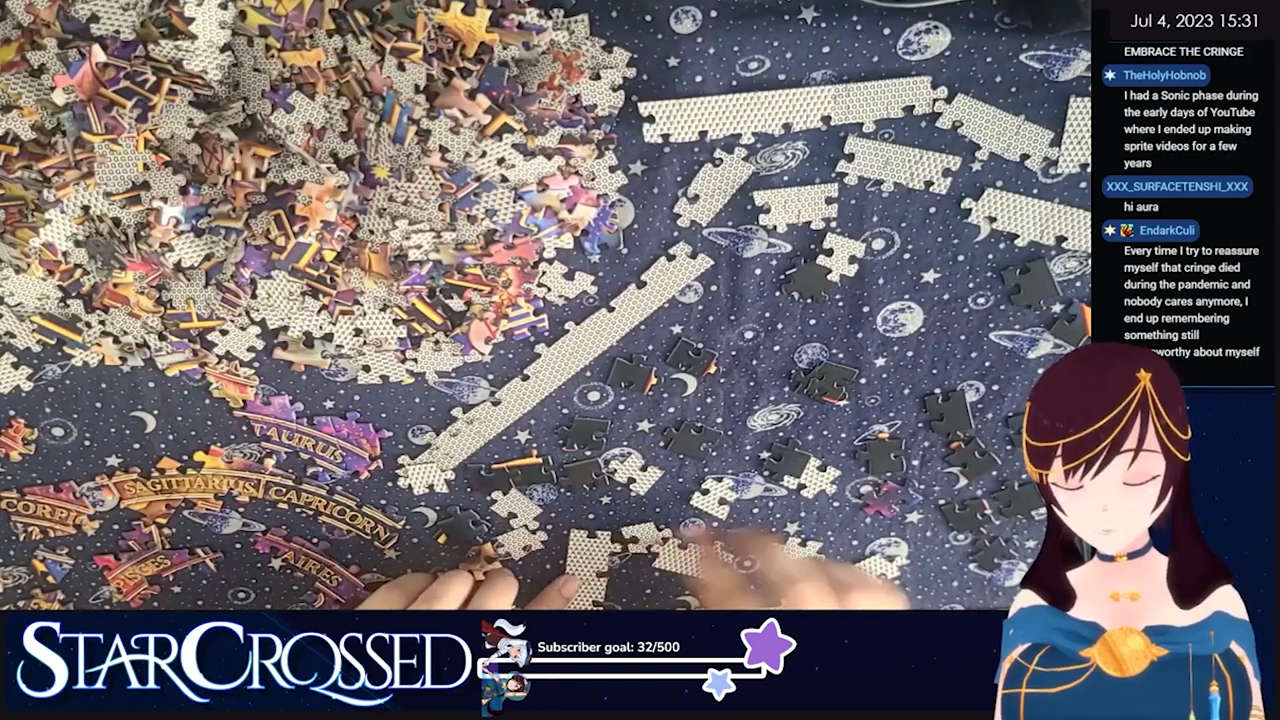 Jul 4, 2023 15:31
EMBRACE THE CRINGE
TheHolyHobnob
I had a Sonic phase during
the early days of YouTube
where I ended up making
sprite videos for a few
years
XXX_SURFACETENSHI_XXX
hi aura
EndarkCuli
Every time I try to reassure
myself that cringe died
during the pandemic and
nobody cares anymore, I
end up remembering
something still
worthy about myself
TAURUS
SAGITTARIUS CAPRICORN
CORPIO
PISCES
AIRES
STARCROSSED
Subscriber goal: 32/500